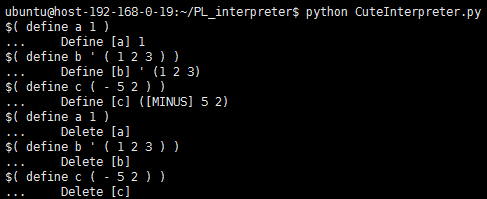 ubuntu@host-192-168-0-19:~/PL_interpreter$ python CuteInterpreter.py
$( define a 1 )
...     Define [a] 1
$( define b ' ( 1 2 3 ) )
...     Define [b] ' (1 2 3)
$( define c ( - 5 2 ) )
...     Define [c] ([MINUS] 5 2)
$( define a 1 )
...     Delete [a]
$( define b ' ( 1 2 3 ) )
...     Delete [b]
$( define c ( - 5 2 ) )
...     Delete [c]